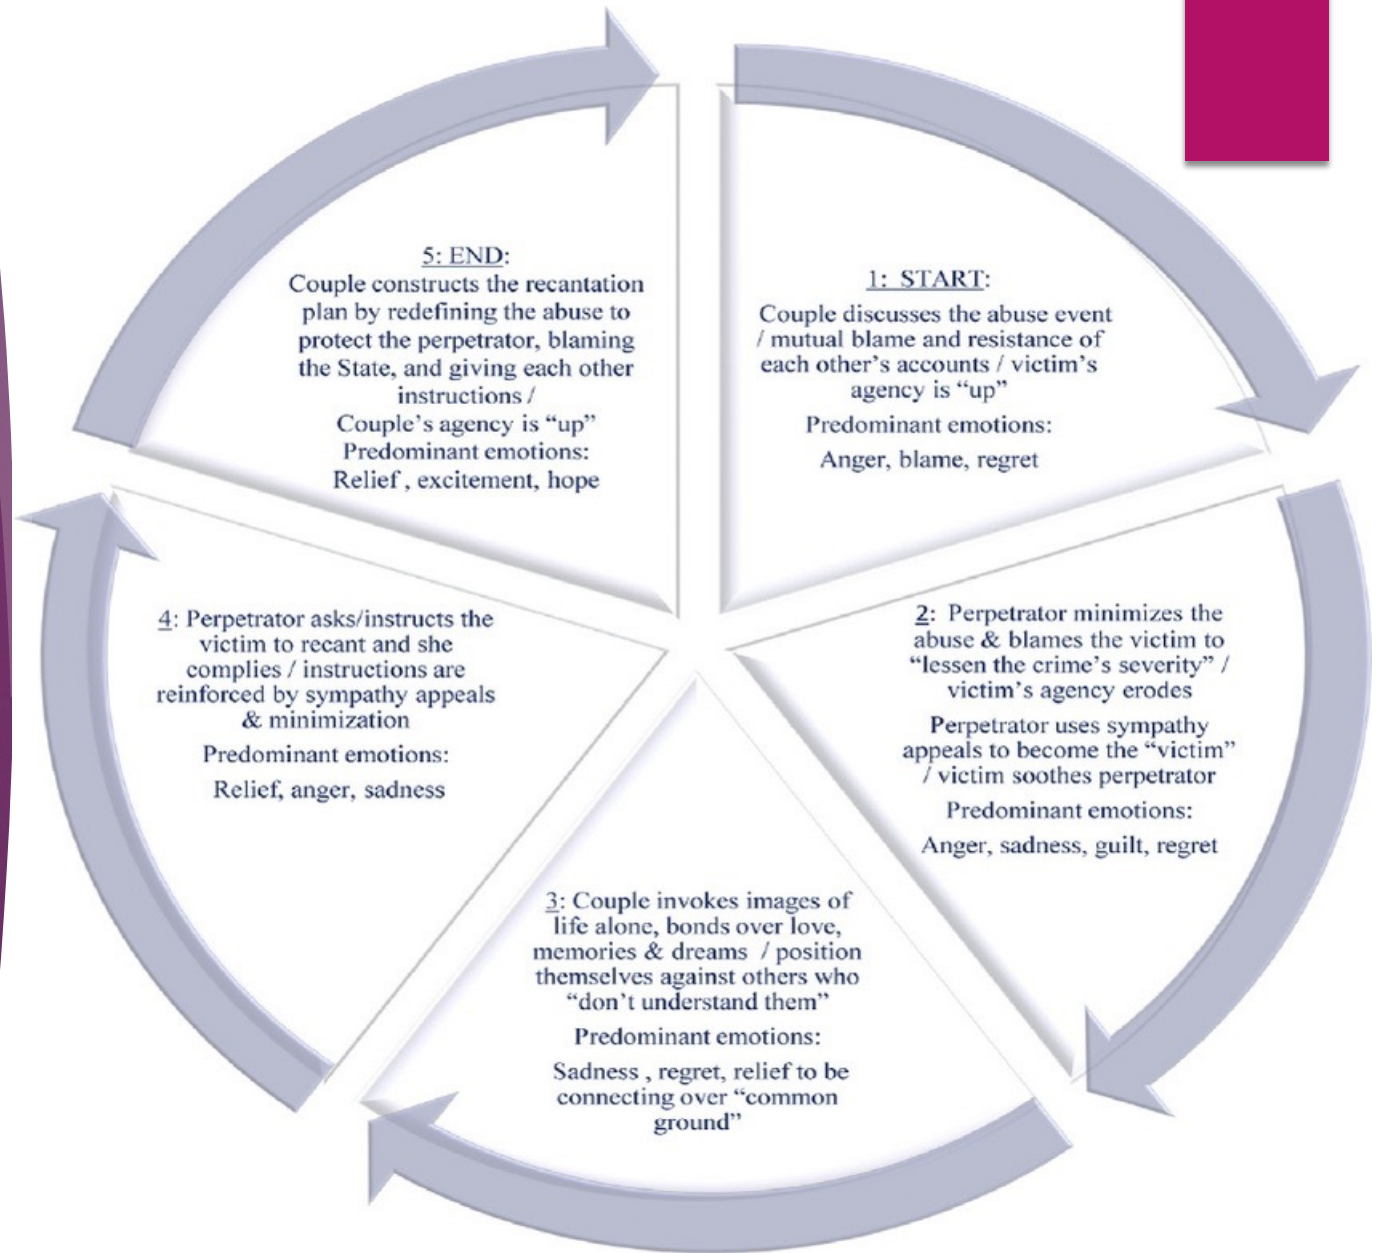 1: START:
Couple discusses the abuse event
/ mutual blame and resistance of
each other's accounts / victim's
agency is “up”
Predominant emotions:
Anger, blame, regret
2: Perpetrator minimizes the
abuse & blames the victim to
“lessen the crime's severity” /
victim's agency erodes
Perpetrator uses sympathy
appeals to become the “victim”
/ victim soothes perpetrator
Predominant emotions:
Anger, sadness, guilt, regret
3: Couple invokes images of
life alone, bonds over love,
memories & dreams / position
themselves against others who
“don't understand them”
Predominant emotions:
Sadness , regret, relief to be
connecting over “common
ground”
4: Perpetrator asks/instructs the
victim to recant and she
complies / instructions are
reinforced by sympathy appeals
& minimization
Predominant emotions:
Relief, anger, sadness
5: END:
Couple constructs the recantation
plan by redefining the abuse to
protect the perpetrator, blaming
the State, and giving each other
instructions /
Couple's agency is “up”
Predominant emotions:
Relief , excitement, hope